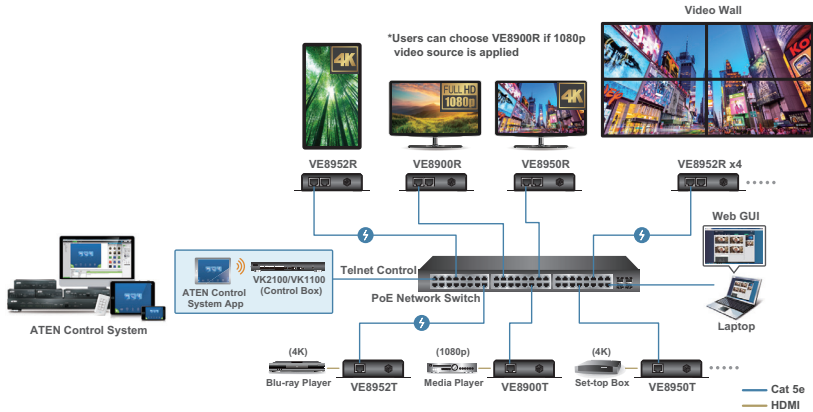 Video Wall
*Users can choose VE8900R if 1080p
video source is applied
4K
FULL HD
1080p
4K
VE8952R
VE8900R
VE8950R
VE8952R x4
Web GUI
Telnet Control
ATEN Control
System App
VK2100/VK1100
(Control Box)
PoE Network Switch
ATEN Control System
Laptop
(4K)
(1080p)
(4K)
Blu-ray Player
VE8952T
Media Player
VE8900T
Set-top Box
VE8950T
Cat 5e
HDMI